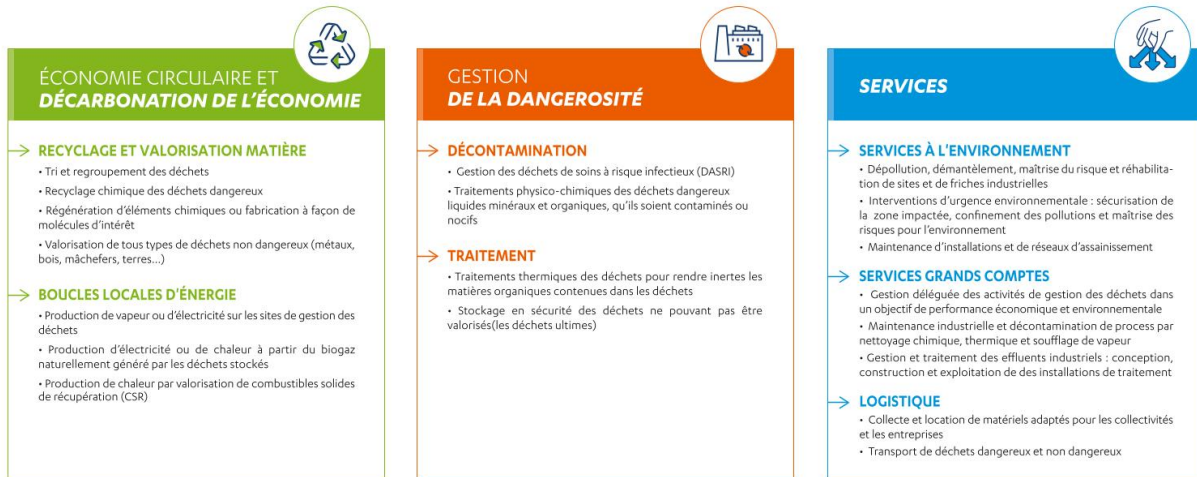 ÉCONOMIE CIRCULAIRE ET
DÉCARBONATION DE L'ÉCONOMIE
RECYCLAGE ET VALORISATION MATIÈRE
• Tri et regroupement des déchets
• Recyclage chimique des déchets dangereux
• Régénération d'éléments chimiques ou fabrication à façon de
molécules d'intérêt
• Valorisation de tous types de déchets non dangereux (métaux,
bois, mâchefers, terres...)
BOUCLES LOCALES D'ÉNERGIE
• Production de vapeur ou d'électricité sur les sites de gestion des
déchets
• Production d'électricité ou de chaleur à partir du biogaz
naturellement généré par les déchets stockés
• Production de chaleur par valorisation de combustibles solides
de récupération (CSR)
GESTION
DE LA DANGEROSITÉ
DÉCONTAMINATION
• Gestion des déchets de soins à risque infectieux (DASRI)
• Traitements physico-chimiques des déchets dangereux
liquides minéraux et organiques, qu'ils soient contaminés ou
nocifs
TRAITEMENT
• Traitements thermiques des déchets pour rendre inertes les
matières organiques contenues dans les déchets
• Stockage en sécurité des déchets ne pouvant pas être
valorisés(les déchets ultimes)
SERVICES
SERVICES À L'ENVIRONNEMENT
• Dépollution, démantèlement, maîtrise du risque et réhabilita-
tion de sites et de friches industrielles
• Interventions d'urgence environnementale : sécurisation de
la zone impactée, confinement des pollutions et maîtrise des
risques pour l'environnement
• Maintenance d'installations et de réseaux d'assainissement
SERVICES GRANDS COMPTES
• Gestion déléguée des activités de gestion des déchets dans
un objectif de performance économique et environnementale
• Maintenance industrielle et décontamination de process par
nettoyage chimique, thermique et soufflage de vapeur
• Gestion et traitement des effluents industriels : conception,
construction et exploitation de des installations de traitement
LOGISTIQUE
• Collecte et location de matériels adaptés pour les collectivités
et les entreprises
• Transport de déchets dangereux et non dangereux